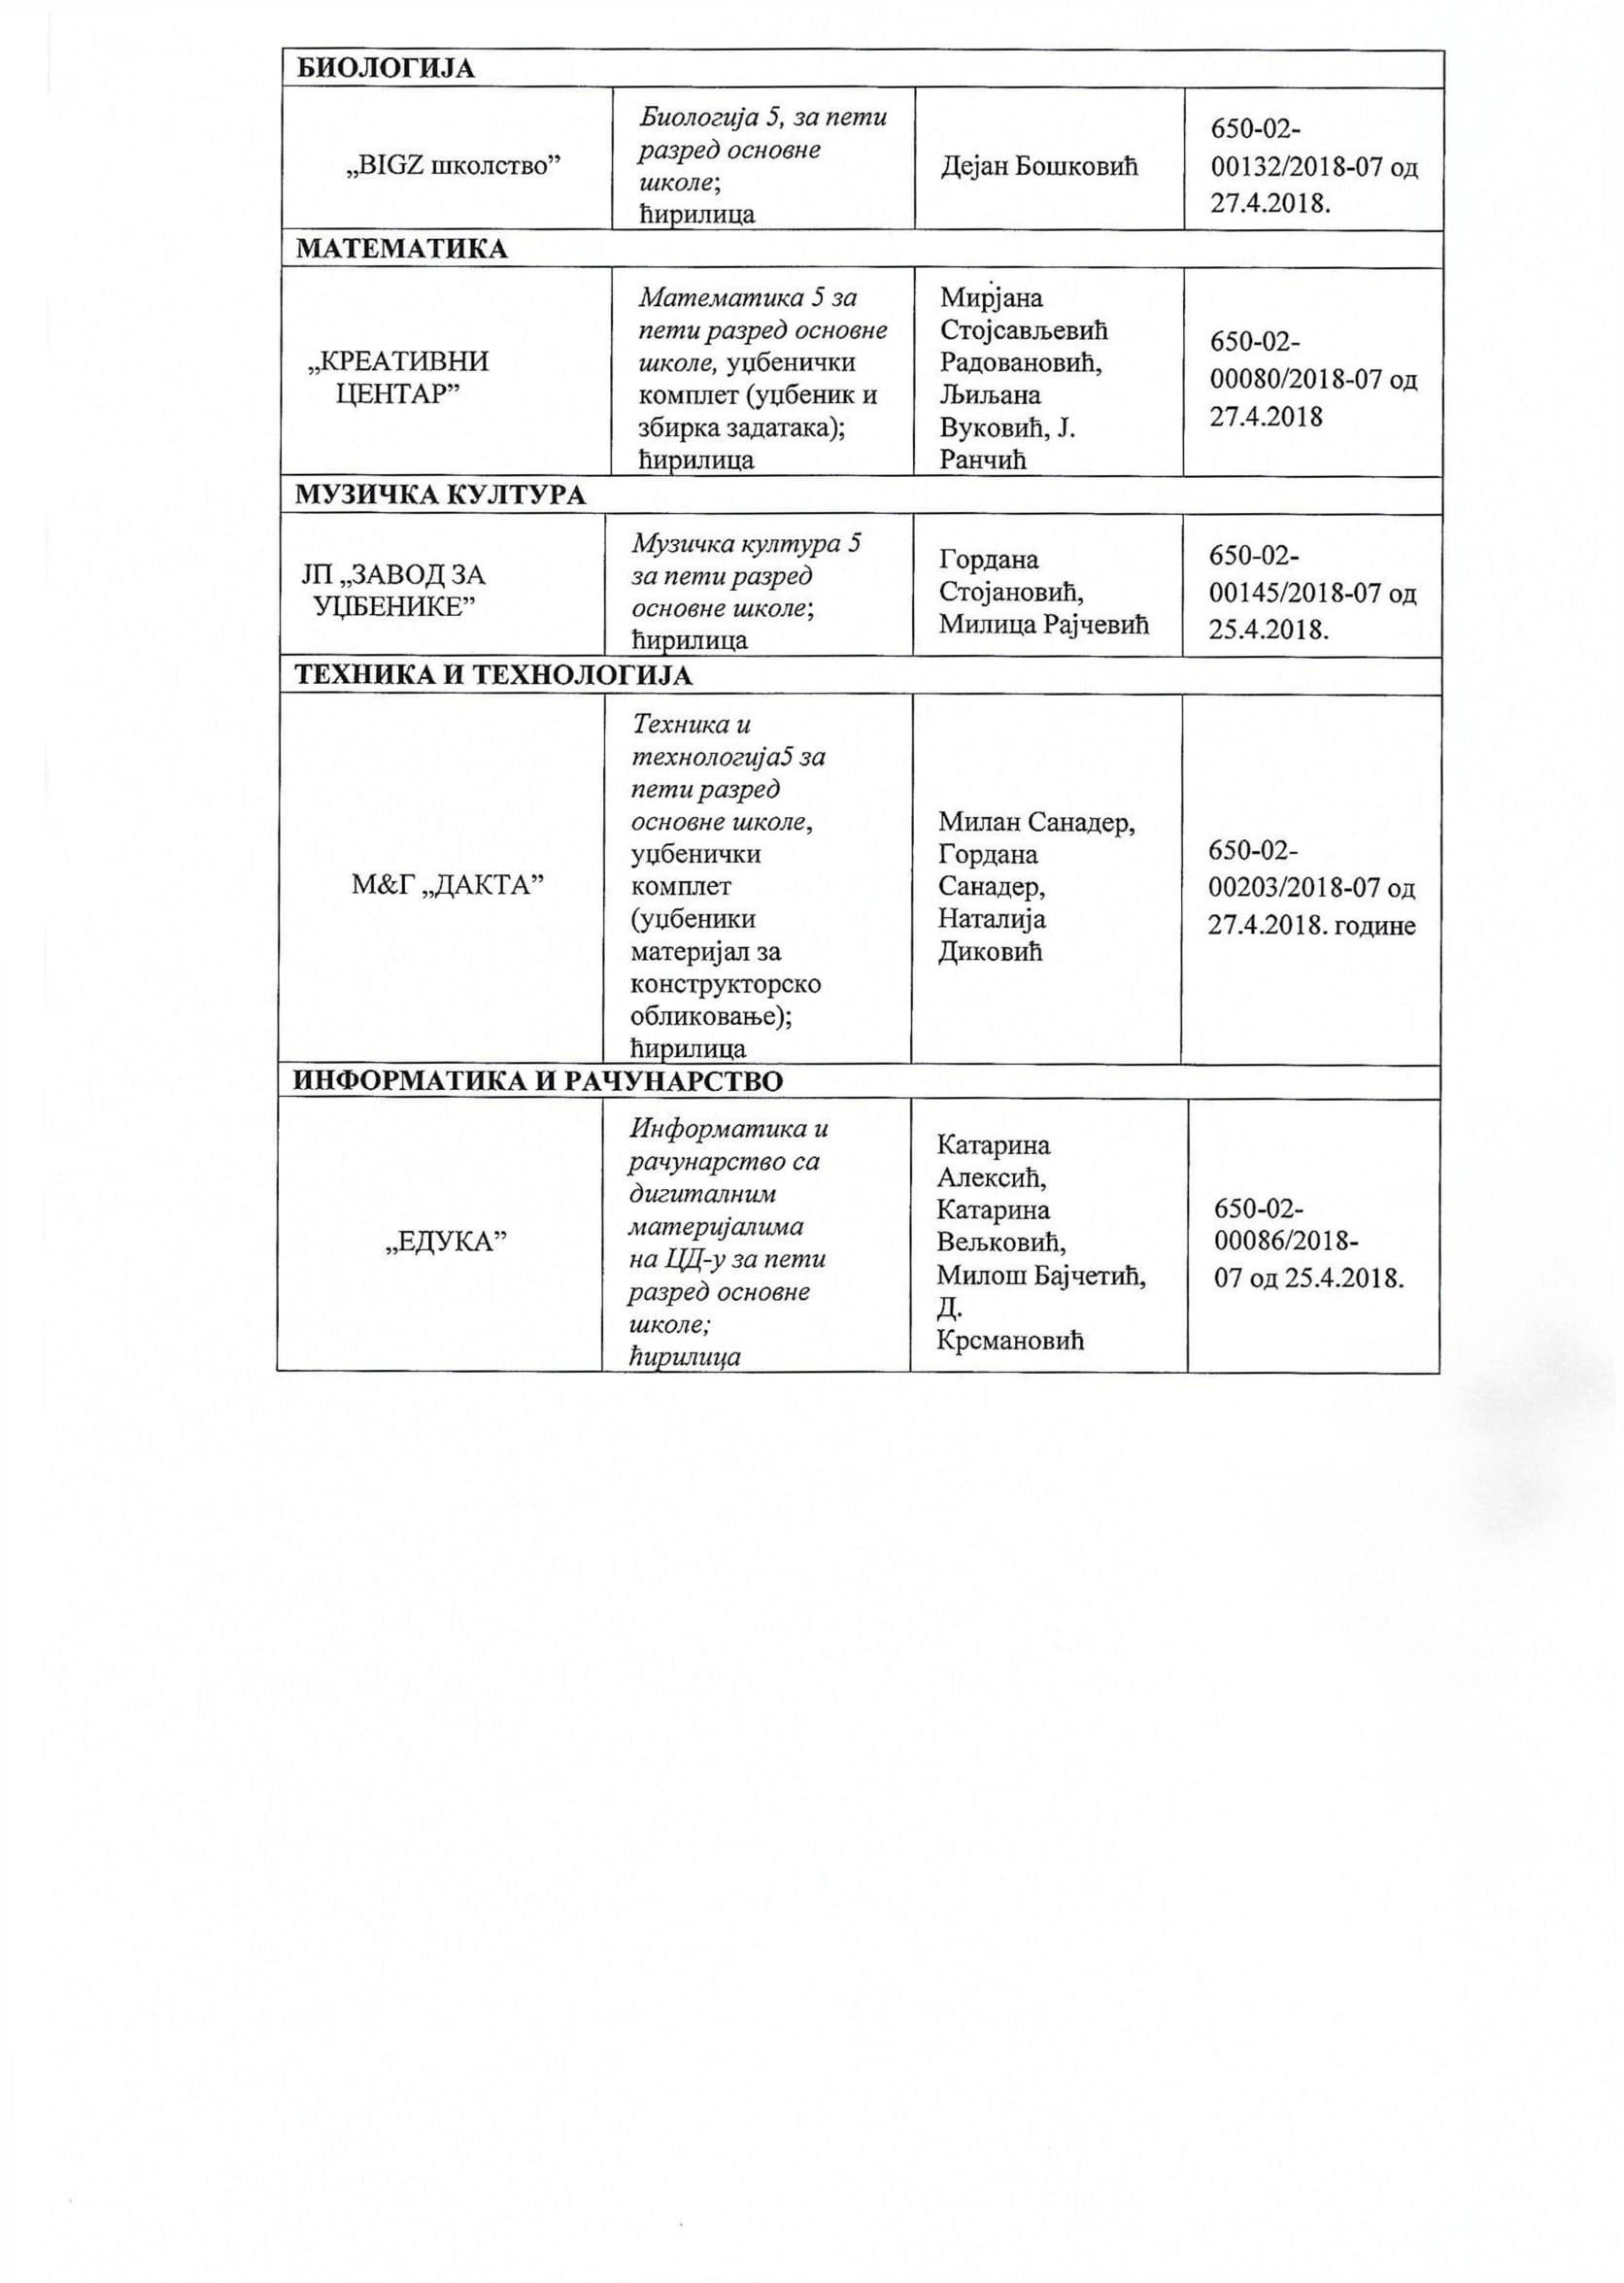 БИОЛОГИЈА
„BIGZ школство”
Биологија 5, за пети
разред основне
школе;
ћирилица
Дејан Бошковић
650-02-
00132/2018-07 од
27.4.2018.
МАТЕМАТИКА
„КРЕАТИВНИ
ЦЕНТАР”
Математика 5 за
пети разред основне
школе, уџбенички
комплет (уџбеник и
збирка задатака);
ћирилица
Мирјана
Стојсављевић
Радовановић,
Љиљана
Вуковић, Ј.
Ранчић
650-02-
00080/2018-07 од
27.4.2018
МУЗИЧКА КУЛТУРА
ЈП „ЗАВОД ЗА
УЏБЕНИКЕ”
Музичка култура 5
за пети разред
основне школе;
ћирилица
Гордана
Стојановић,
Милица Рајчевић
650-02-
00145/2018-07 од
25.4.2018.
ТЕХНИКА И ТЕХНОЛОГИЈА
М&Г „ДАКТА”
Техника и
технологија5 за
пети разред
основне школе,
уџбенички
комплет
(уџбеники
материјал за
конструкторско
обликовање);
ћирилица
Милан Санадер,
Гордана
Санадер,
Наталија
Диковић
650-02-
00203/2018-07 од
27.4.2018. године
ИНФОРМАТИКА И РАЧУНАРСТВО
„ЕДУКА”
Информатика и
рачунарство са
дигиталним
материјалима
на ЦД-у за пети
разред основне
школе;
ћирилица
Катарина
Алексић,
Катарина
Вељковић,
Милош Бајчетић,
Д.
Крсмановић
650-02-
00086/2018-
07 од 25.4.2018.